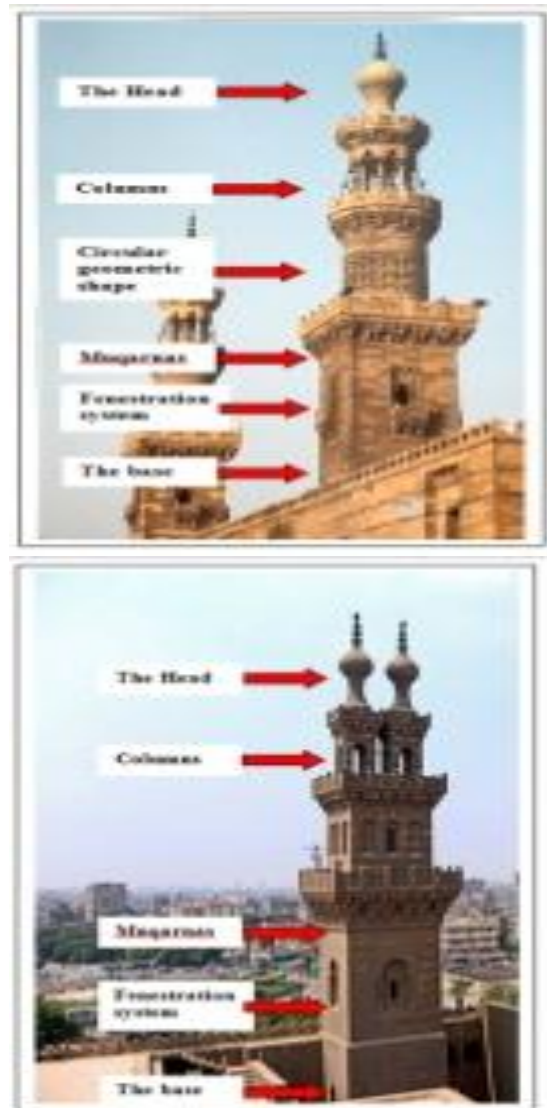 The Head
Columns
Circular
geometric
shape
Muqarnas
Fenestration
system
The base
The Head
Columns
Muqarnas
Fenestration
system
The base